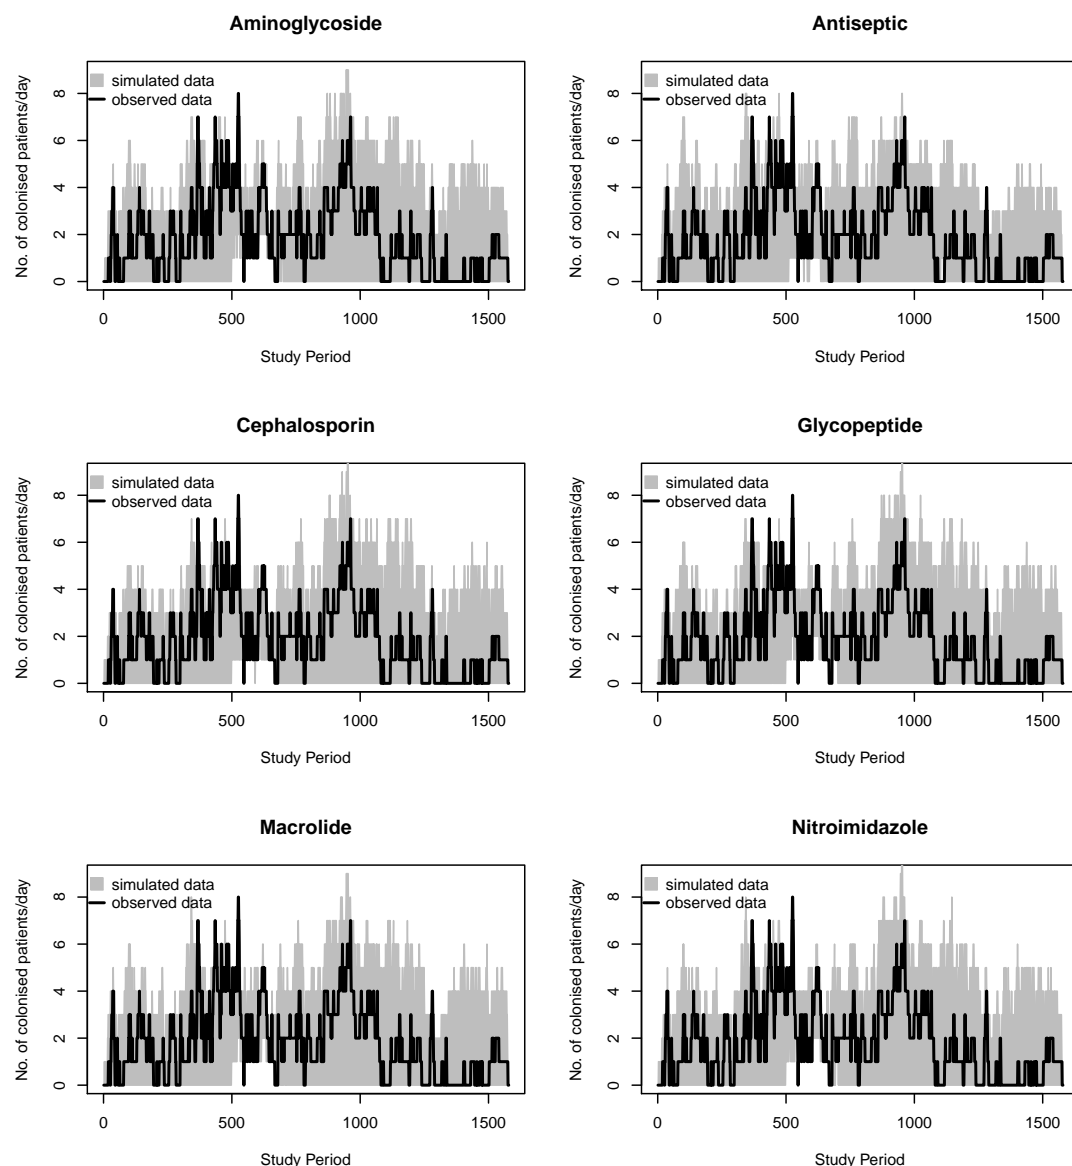 Aminoglycoside
No. of colonised patients/day
0 2 4 6 8
simulated data
observed data
0 500 1000 1500
Study Period
Antiseptic
No. of colonised patients/day
0 2 4 6 8
simulated data
observed data
0 500 1000 1500
Study Period
Cephalosporin
No. of colonised patients/day
0 2 4 6 8
simulated data
observed data
0 500 1000 1500
Study Period
Glycopeptide
No. of colonised patients/day
0 2 4 6 8
simulated data
observed data
0 500 1000 1500
Study Period
Macrolide
No. of colonised patients/day
0 2 4 6 8
simulated data
observed data
0 500 1000 1500
Study Period
Nitroimidazole
No. of colonised patients/day
0 2 4 6 8
simulated data
observed data
0 500 1000 1500
Study Period